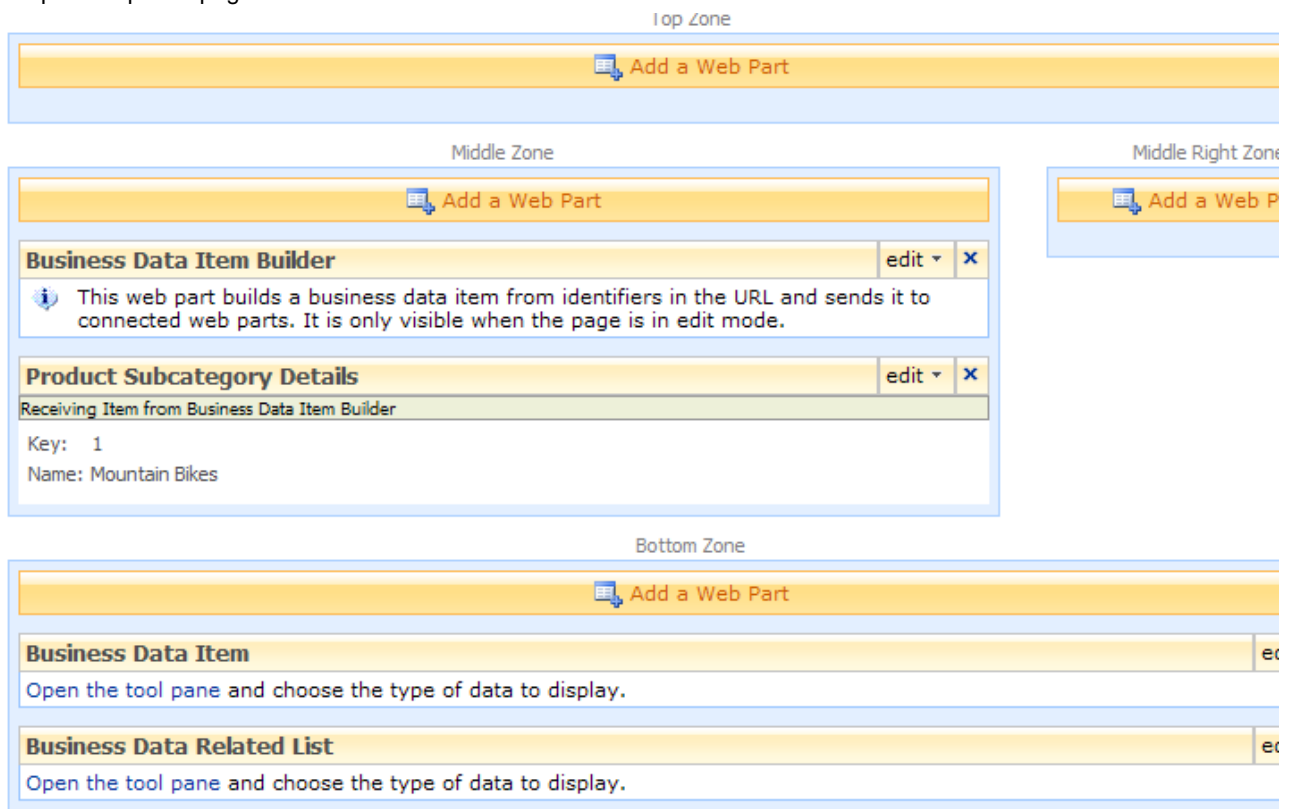 Top Zone
Add a Web Part
Middle Zone
Middle Right Zone
Add a Web Part
Add a Web P
Business Data Item Builder edit ×
This web part builds a business data item from identifiers in the URL and sends it to
connected web parts. It is only visible when the page is in edit mode.
Product Subcategory Details edit ×
Receiving Item from Business Data Item Builder
Key: 1
Name: Mountain Bikes
Bottom Zone
Add a Web Part
Business Data Item
Open the tool pane and choose the type of data to display.
Business Data Related List
Open the tool pane and choose the type of data to display.